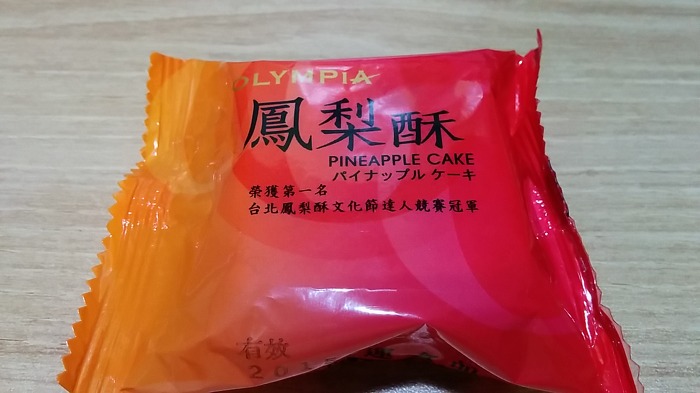 OLYMPIA
鳳梨酥
PINEAPPLE CAKE
パイナップル ケーキ
榮獲第一名
台北鳳梨酥文化節達人競賽冠軍
有效
201